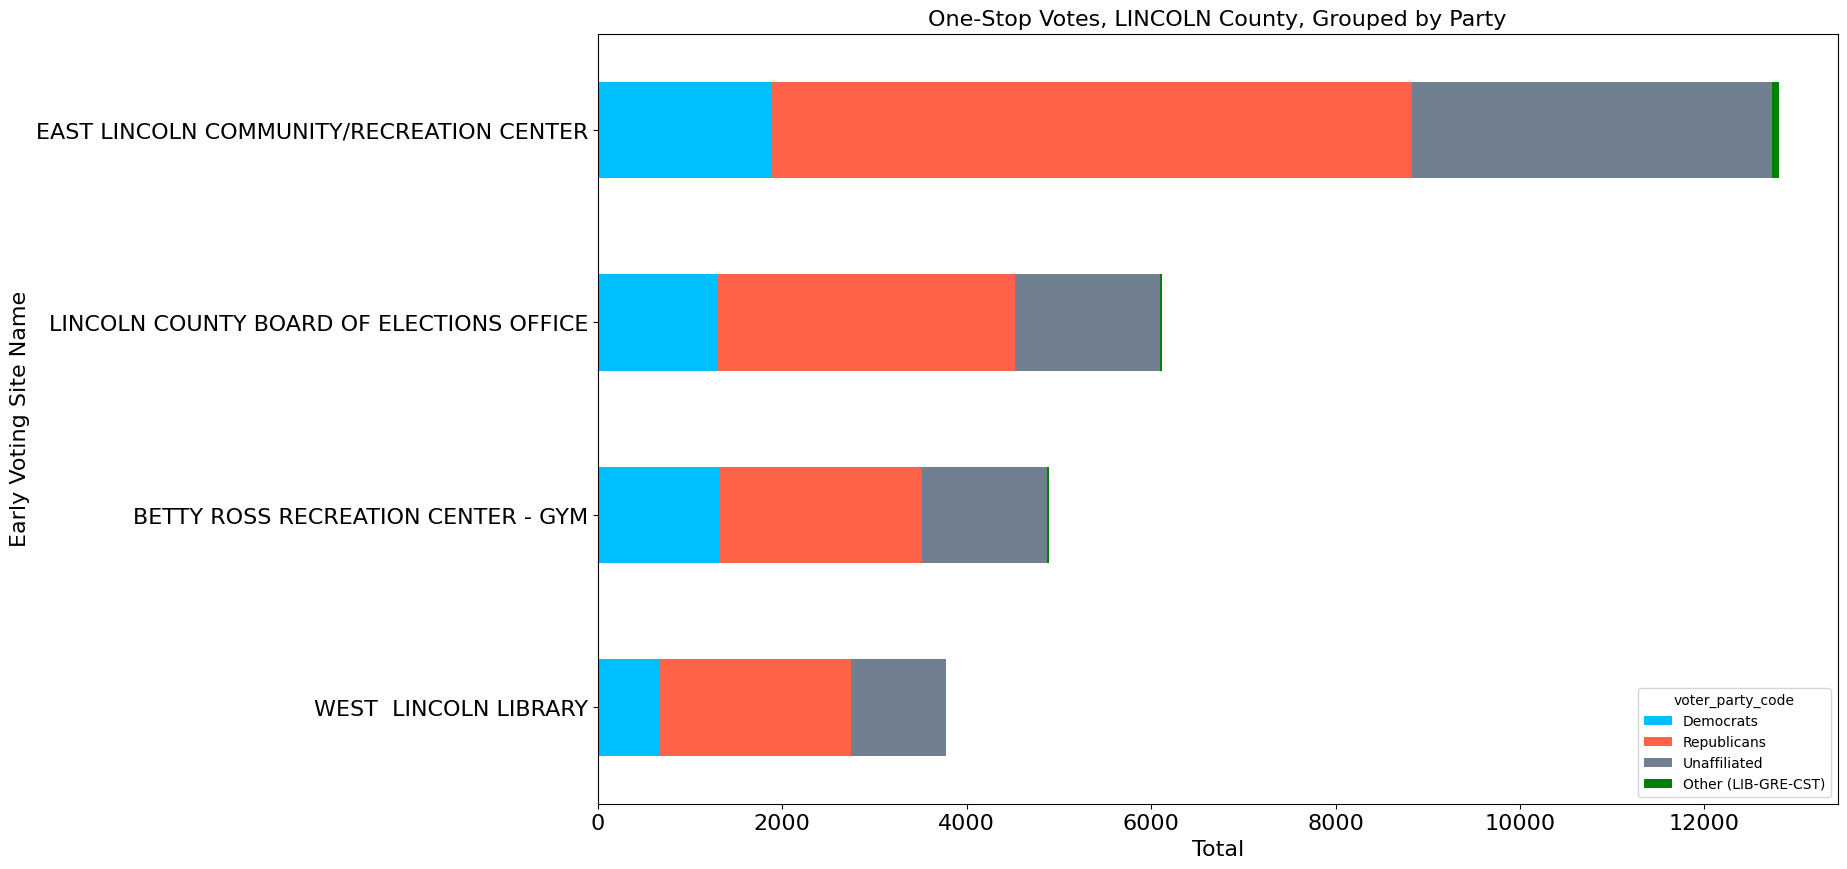 One-Stop Votes, LINCOLN County, Grouped by Party
Early Voting Site Name
EAST LINCOLN COMMUNITY/RECREATION CENTER
LINCOLN COUNTY BOARD OF ELECTIONS OFFICE
BETTY ROSS RECREATION CENTER - GYM
WEST  LINCOLN LIBRARY
voter_party_code
Democrats
Republicans
Unaffiliated
Other (LIB-GRE-CST)
0 2000 4000 6000 8000 10000 12000
Total